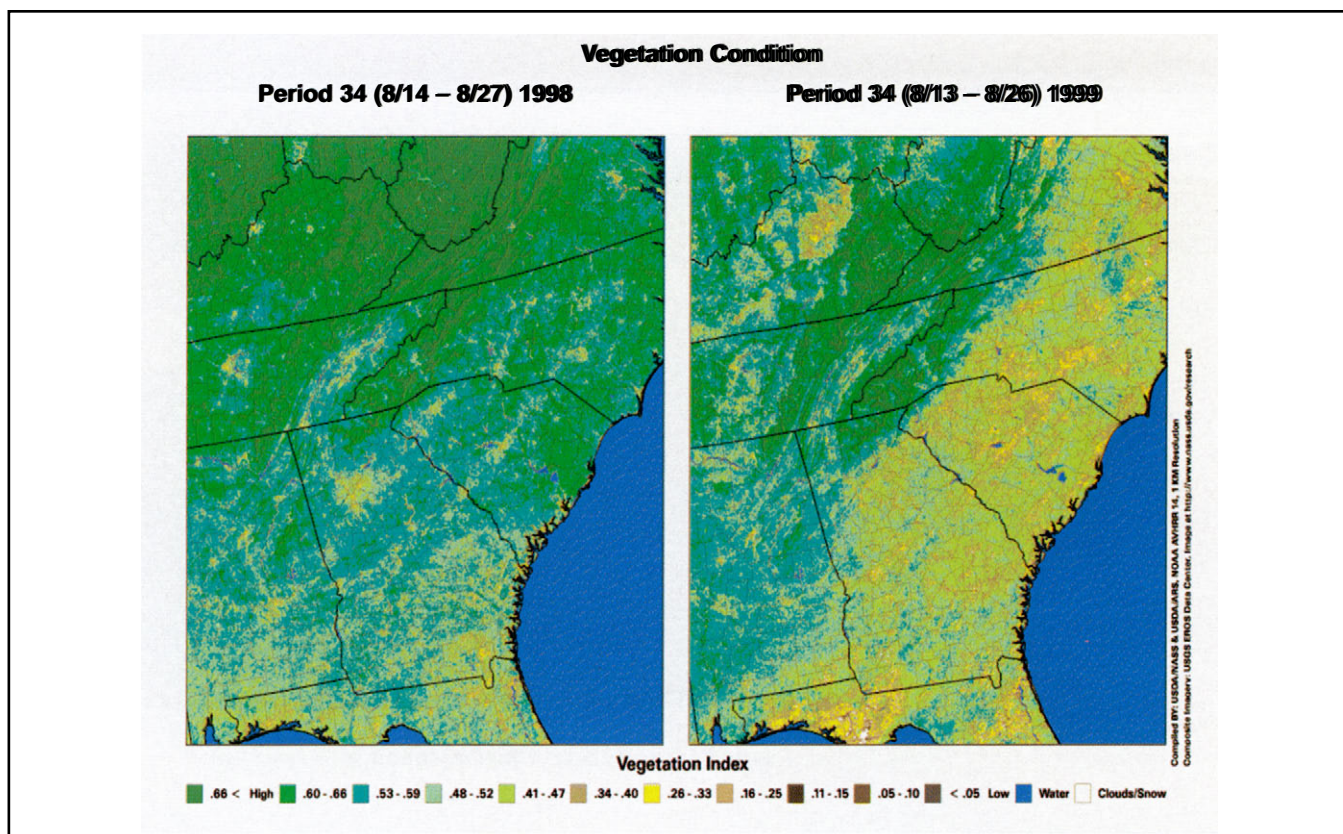 Vegetation Condition
Period 34 (8/14 – 8/27) 1998
Period 34 (8/13 – 8/26) 1999
Compiled BY: USDA/NASS & USDA/ARS, NOAA AVHRR 14, 1 KM Resolution
Composite Imagery: USGS EROS Data Center. Image at http://www.nass.usda.gov/research
Vegetation Index
.66 < High .60 - .66 .53 - .59 .48 - .52 .41 - .47 .34 - .40 .26 - .33 .16 - .25 .11 - .15 .05 - .10 < .05 Low Water Clouds/Snow